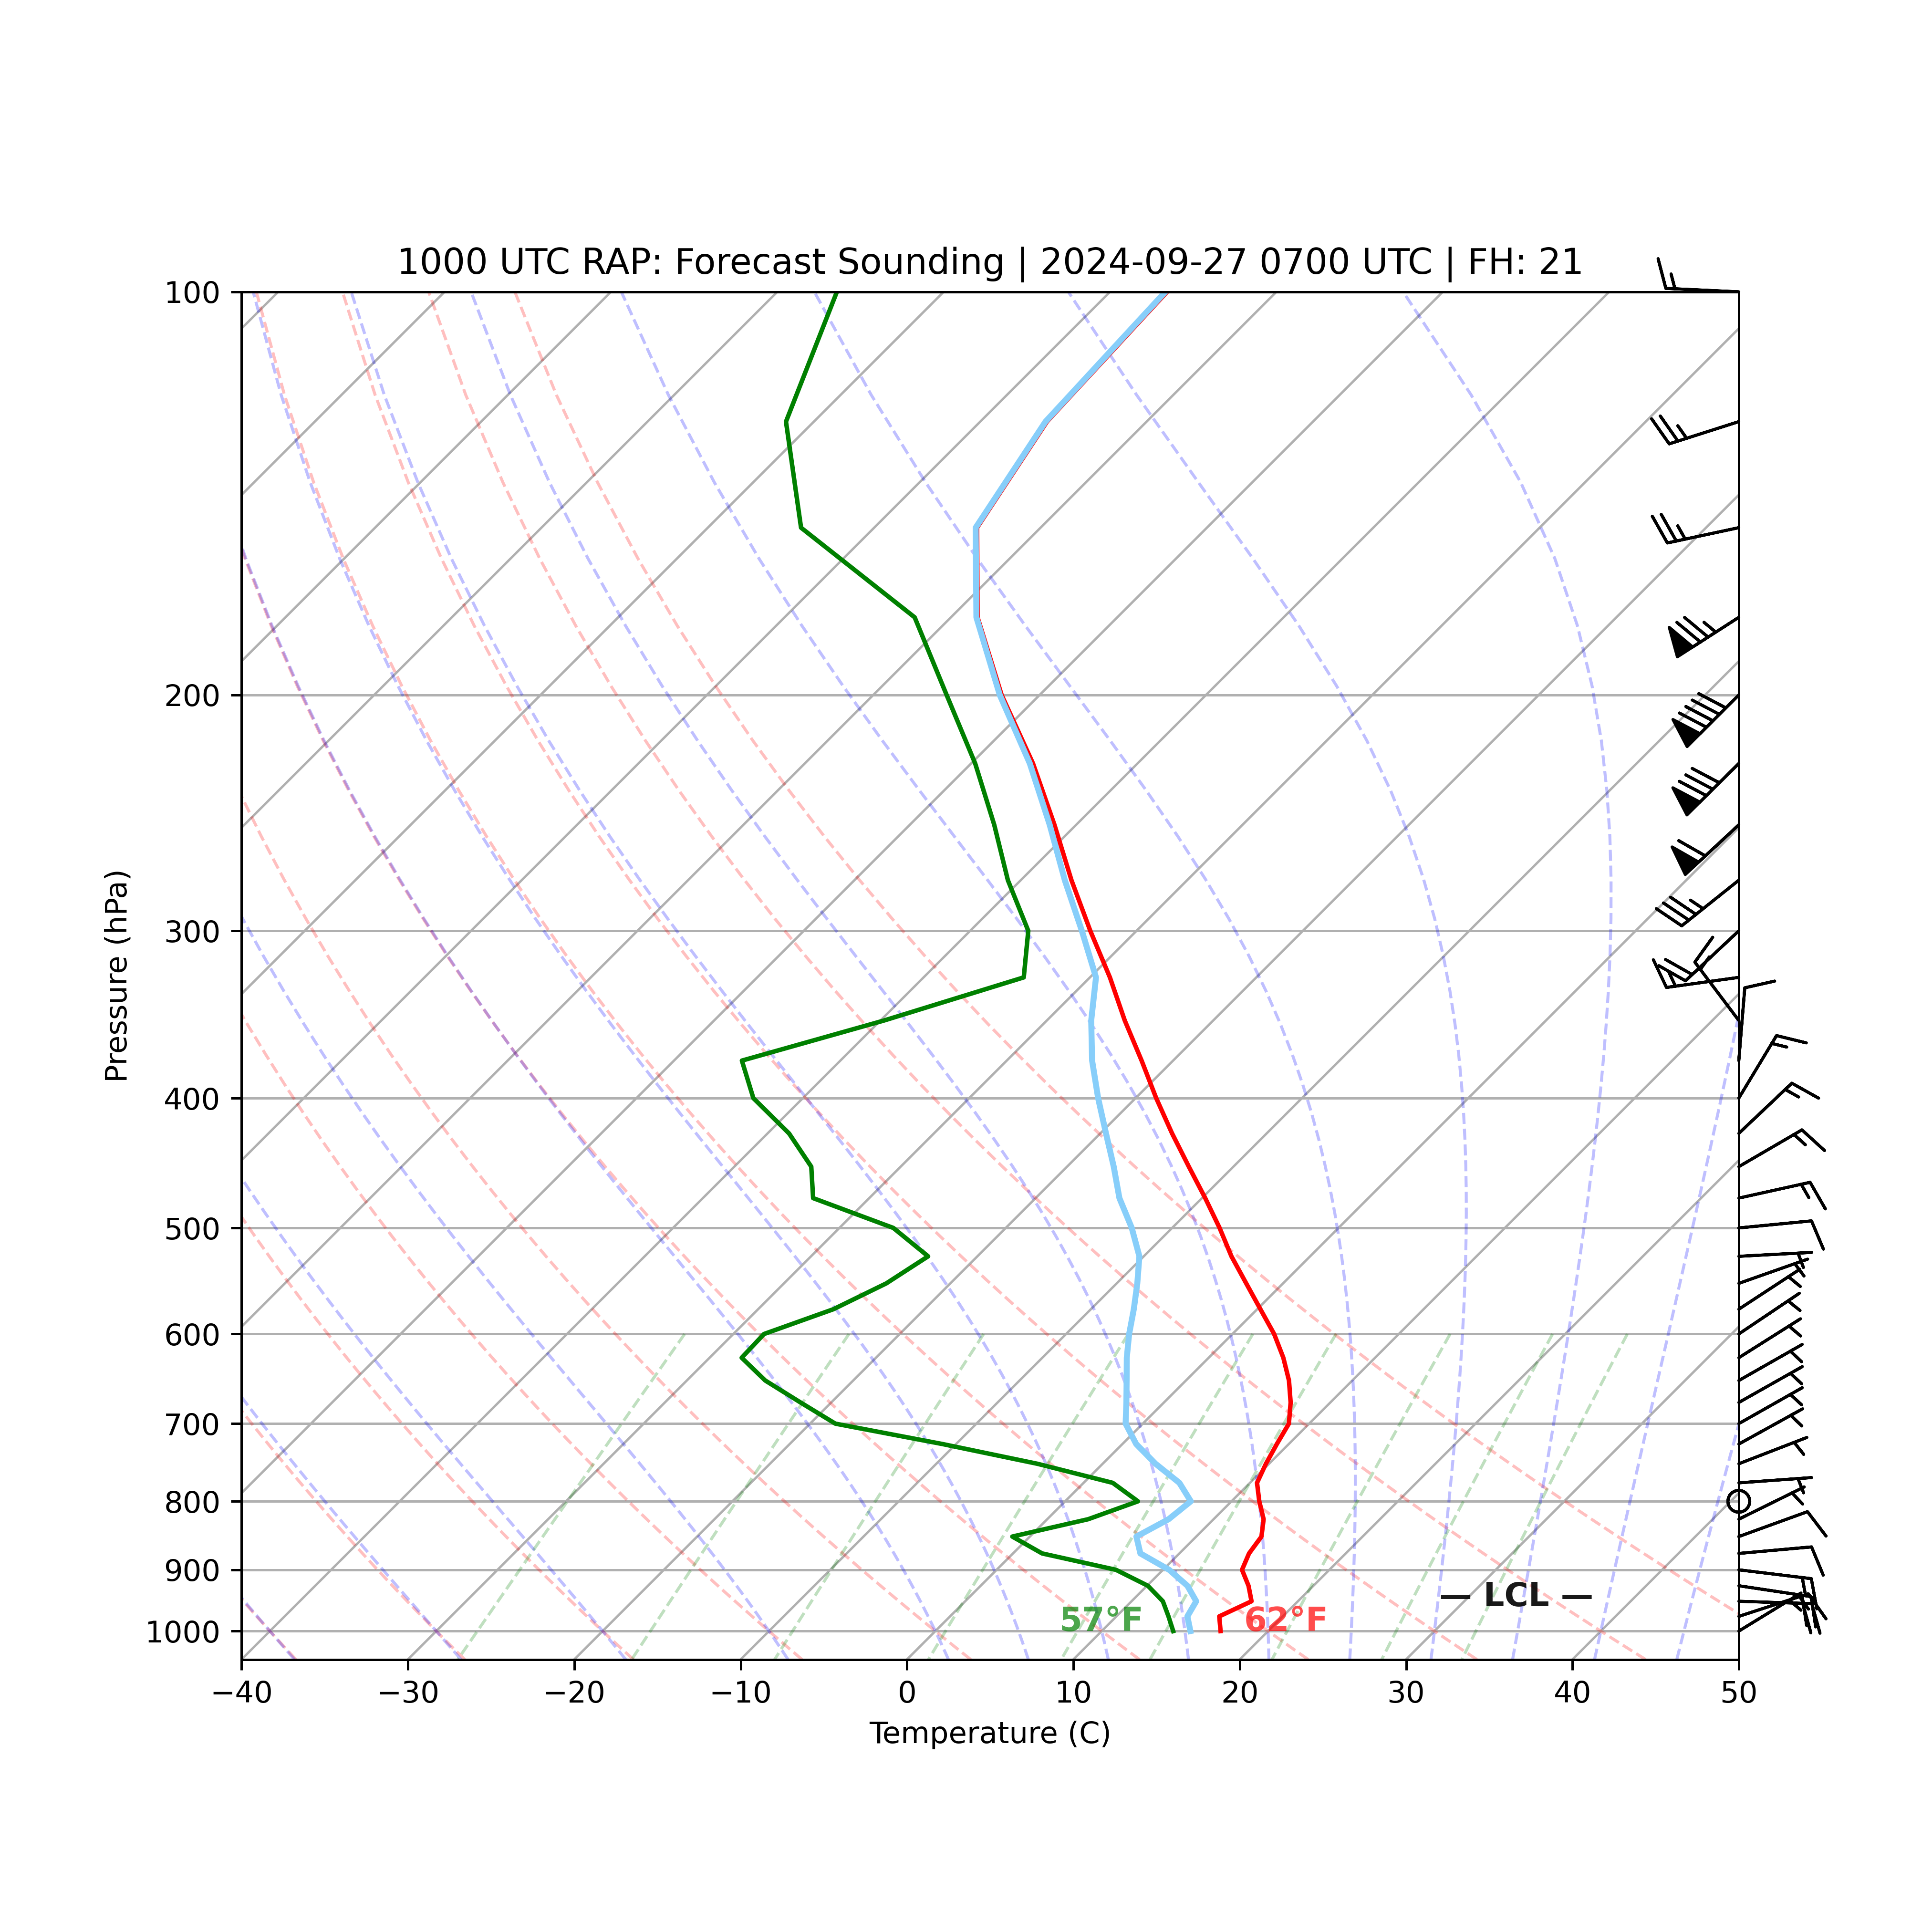 1000 UTC RAP: Forecast Sounding | 2024-09-27 0700 UTC | FH: 21
100
200
300
400
500
600
700
800
900
1000
Pressure (hPa)
57°F
62°F
— LCL —
−40 −30 −20 −10 0 10 20 30 40 50
Temperature (C)